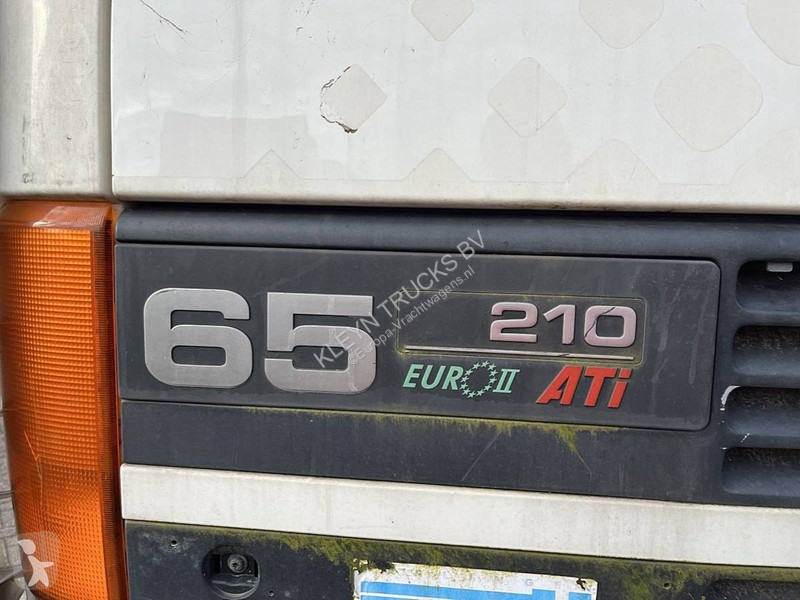 65
210
EURO II
ATi
KLEYN TRUCKS BV
Europa-Vrachtwagens.nl